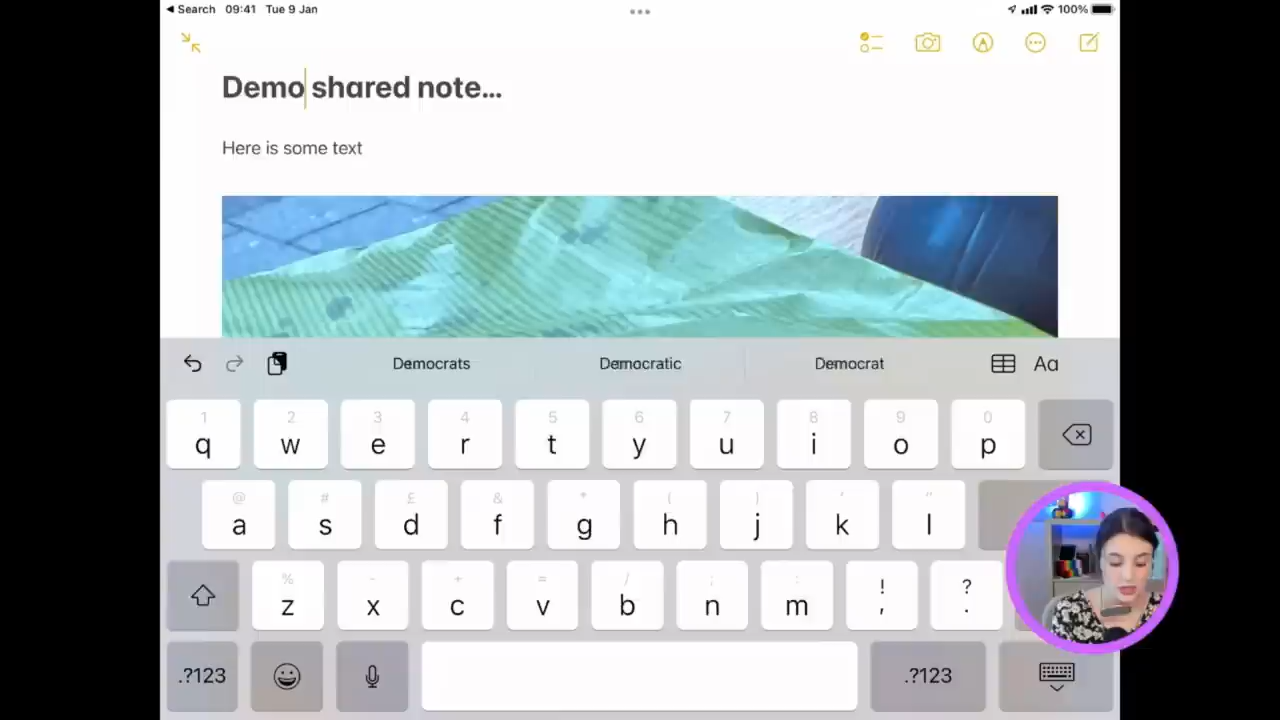 Search 09:41 Tue 9 Jan 100%
Demo shared note...
Here is some text
Democrats Democratic Democrat Aa
1 2 3 4 5 6 7 8 9 0
q w e r t y u i o p
@ # £ & * ( ) ' "
a s d f g h j k l
% - + = / ; : ! ?
z x c v b n m , .
.?123 .?123